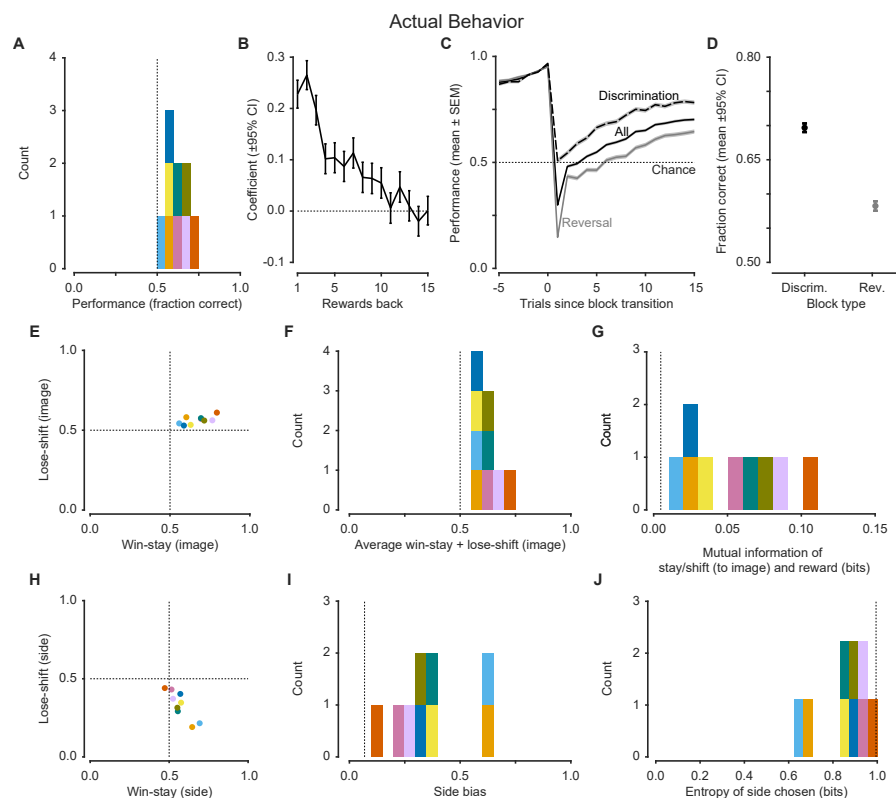 Actual Behavior
A
4
3
2
1
0
Count
0.0
0.5
1.0
Performance (fraction correct)
B
0.3
0.2
0.1
0.0
-0.1
Coefficient (±95% CI)
1
5
10
15
Rewards back
C
1.0
0.5
0.0
Performance (mean ± SEM)
Discrimination
All
Chance
Reversal
-5
0
5
10
15
Trials since block transition
D
0.80
0.65
0.50
Fraction correct (mean ±95% CI)
Discrim.
Rev.
Block type
E
1.0
0.5
0.0
Lose-shift (image)
0.0
0.5
1.0
Win-stay (image)
F
4
3
2
1
0
Count
0.0
0.5
1.0
Average win-stay + lose-shift (image)
G
3
2
1
0
Count
0.00
0.05
0.10
0.15
Mutual information of
stay/shift (to image) and reward (bits)
H
1.0
0.5
0.0
Lose-shift (side)
0.0
0.5
1.0
Win-stay (side)
I
3
2
1
0
Count
0.0
0.5
1.0
Side bias
J
3
2
1
0
Count
0.0
0.2
0.4
0.6
0.8
1.0
Entropy of side chosen (bits)